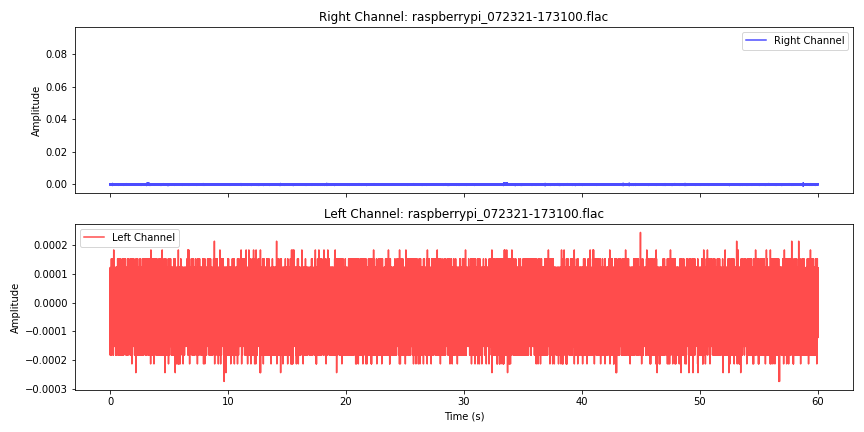 Right Channel: raspberrypi_072321-173100.flac
Right Channel
Amplitude
0.08
0.06
0.04
0.02
0.00
Left Channel: raspberrypi_072321-173100.flac
Left Channel
Amplitude
0.0002
0.0001
0.0000
−0.0001
−0.0002
−0.0003
0 10 20 30 40 50 60
Time (s)